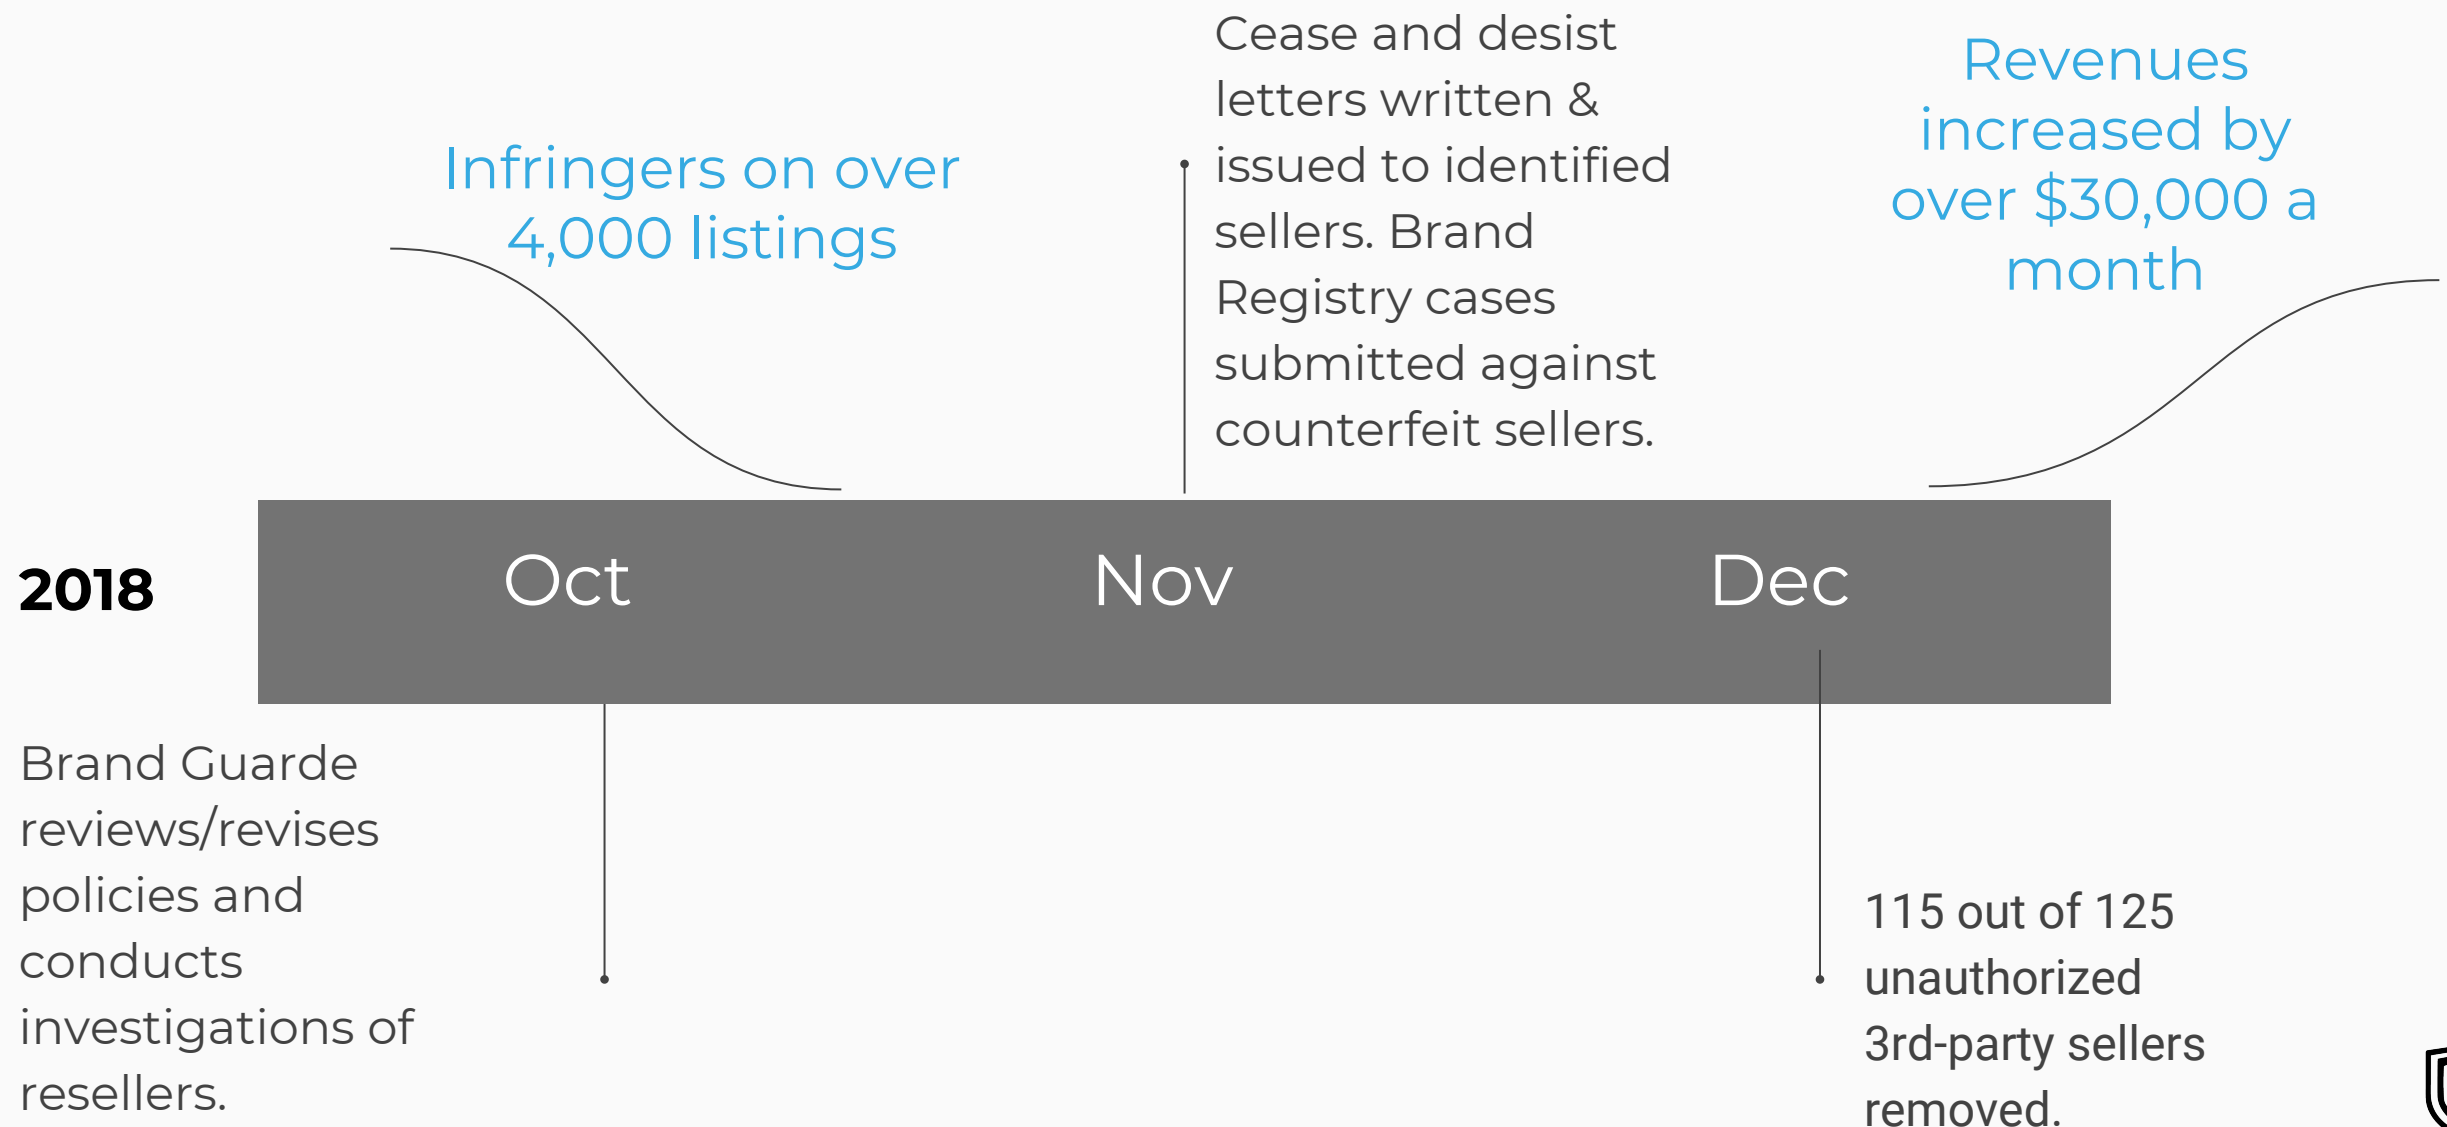 Infringers on over
4,000 listings
Cease and desist
letters written &
issued to identified
sellers. Brand
Registry cases
submitted against
counterfeit sellers.
Revenues
increased by
over $30,000 a
month
2018
Oct
Nov
Dec
Brand Guarde
reviews/revises
policies and
conducts
investigations of
resellers.
115 out of 125
unauthorized
3rd-party sellers
removed.